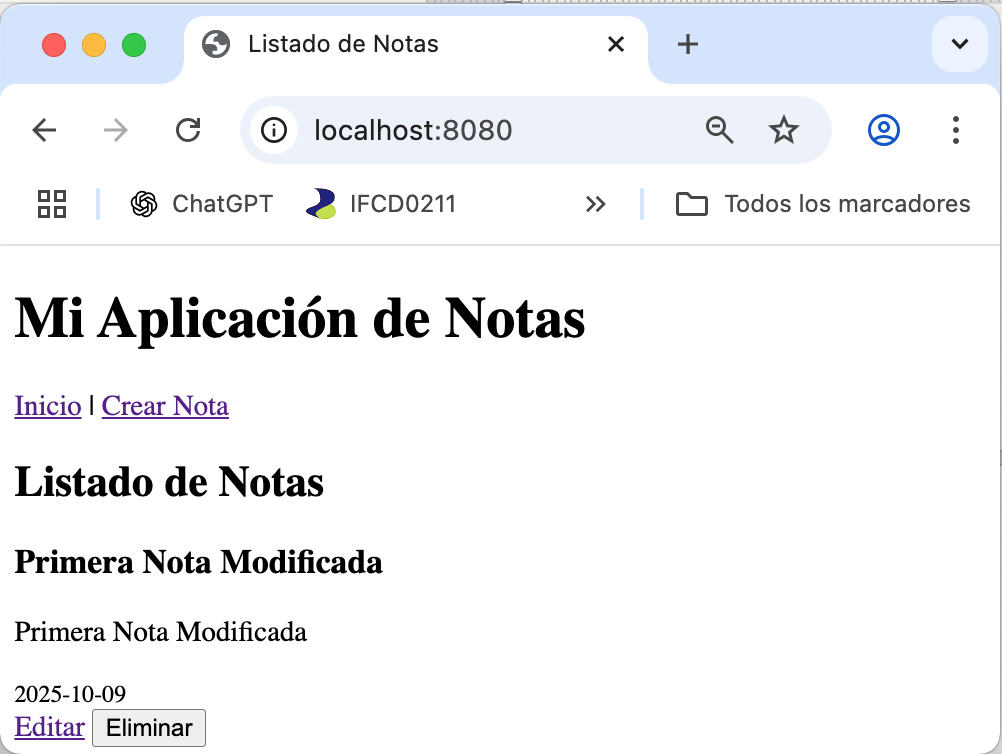 Listado de Notas
localhost:8080
ChatGPT IFCD0211 Todos los marcadores
Mi Aplicación de Notas
Inicio | Crear Nota
Listado de Notas
Primera Nota Modificada
Primera Nota Modificada
2025-10-09
Editar Eliminar